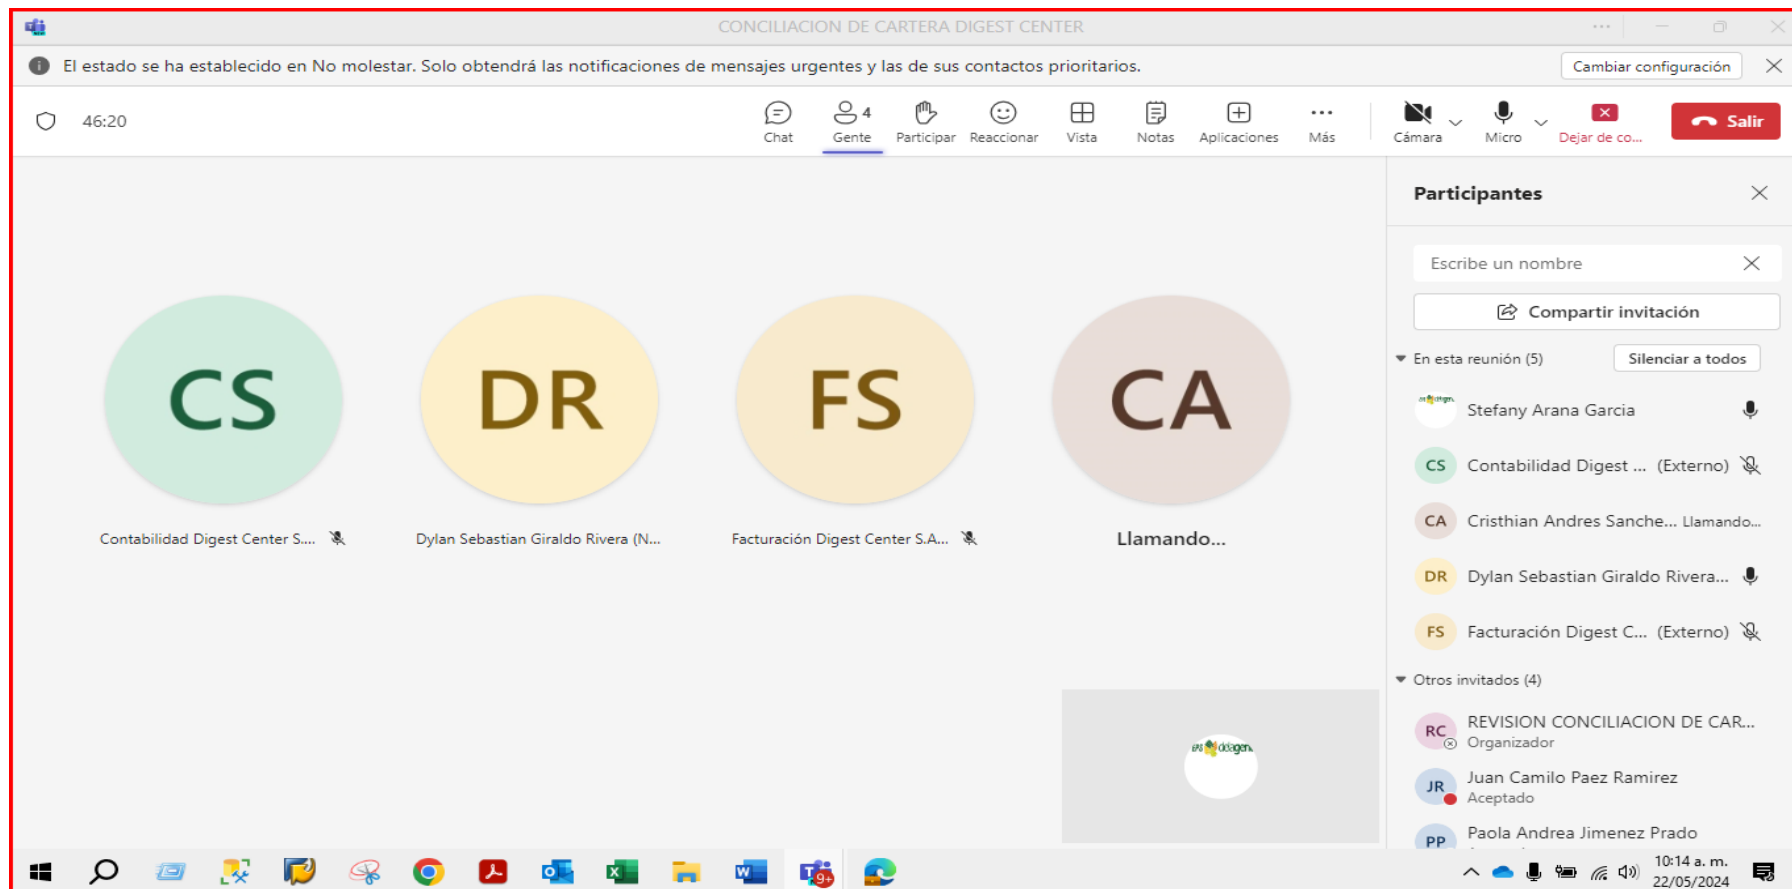 CONCILIACION DE CARTERA DIGEST CENTER
El estado se ha establecido en No molestar. Solo obtendrá las notificaciones de mensajes urgentes y las de sus contactos prioritarios.
Cambiar configuración
46:20
4
Chat
Gente
Participar
Reaccionar
Vista
Notas
Aplicaciones
Más
Cámara
Micro
Dejar de co...
Salir
CS
DR
FS
CA
Contabilidad Digest Center S....
Dylan Sebastian Giraldo Rivera (N...
Facturación Digest Center S.A...
Llamando...
Participantes
Escribe un nombre
Compartir invitación
En esta reunión (5)
Silenciar a todos
Stefany Arana Garcia
CS Contabilidad Digest ... (Externo)
CA Cristhian Andres Sanche... Llamando...
DR Dylan Sebastian Giraldo Rivera...
FS Facturación Digest C... (Externo)
Otros invitados (4)
RC REVISION CONCILIACION DE CAR...
Organizador
JR Juan Camilo Paez Ramirez
Aceptado
PP Paola Andrea Jimenez Prado
9+
10:14 a. m.
22/05/2024